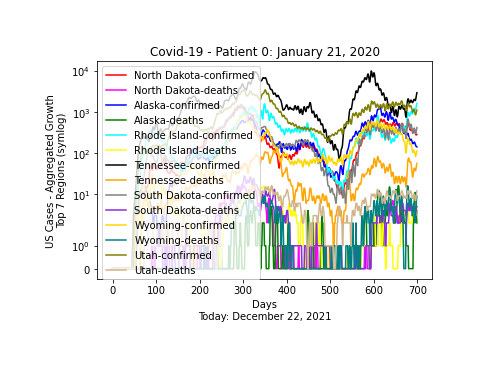 Covid-19 - Patient 0: January 21, 2020
US Cases - Aggregated Growth
Top 7 Regions (symlog)
10⁴
10³
10²
10¹
10⁰
0
North Dakota-confirmed
North Dakota-deaths
Alaska-confirmed
Alaska-deaths
Rhode Island-confirmed
Rhode Island-deaths
Tennessee-confirmed
Tennessee-deaths
South Dakota-confirmed
South Dakota-deaths
Wyoming-confirmed
Wyoming-deaths
Utah-confirmed
Utah-deaths
0 100 200 300 400 500 600 700
Days
Today: December 22, 2021